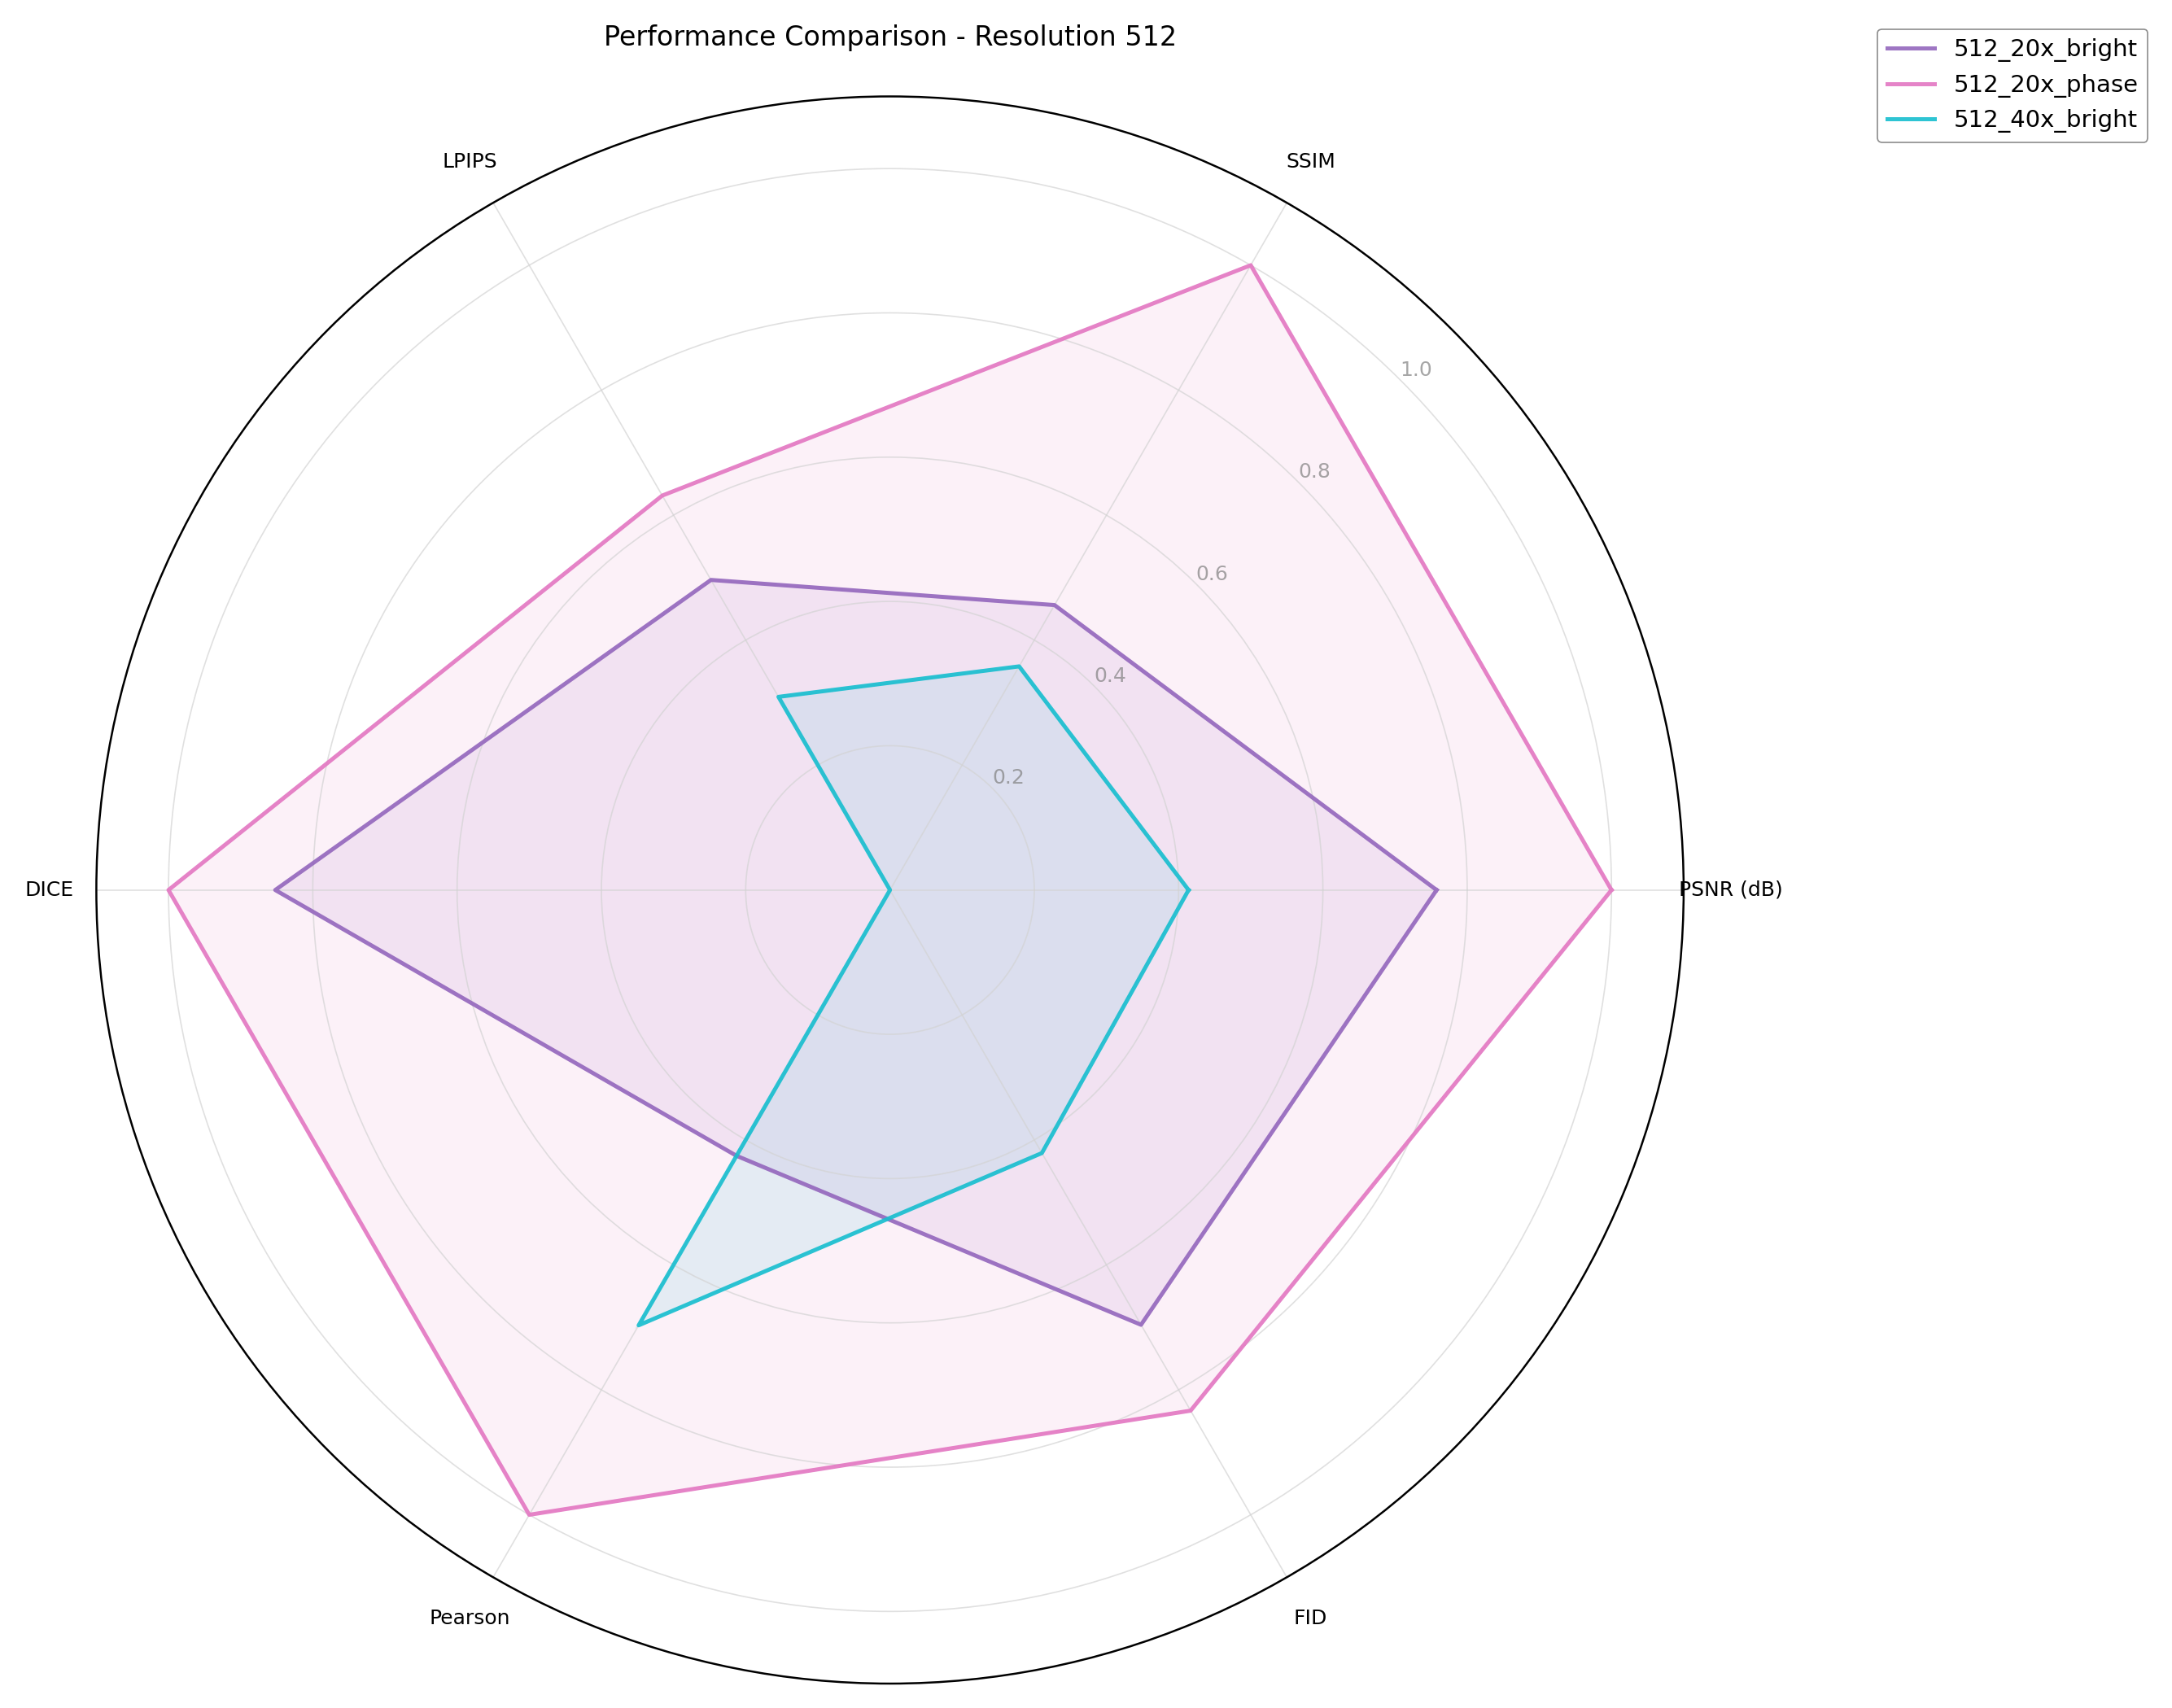 Performance Comparison - Resolution 512
512_20x_bright
512_20x_phase
512_40x_bright
LPIPS
SSIM
1.0
0.8
0.6
0.4
0.2
DICE
PSNR (dB)
Pearson
FID